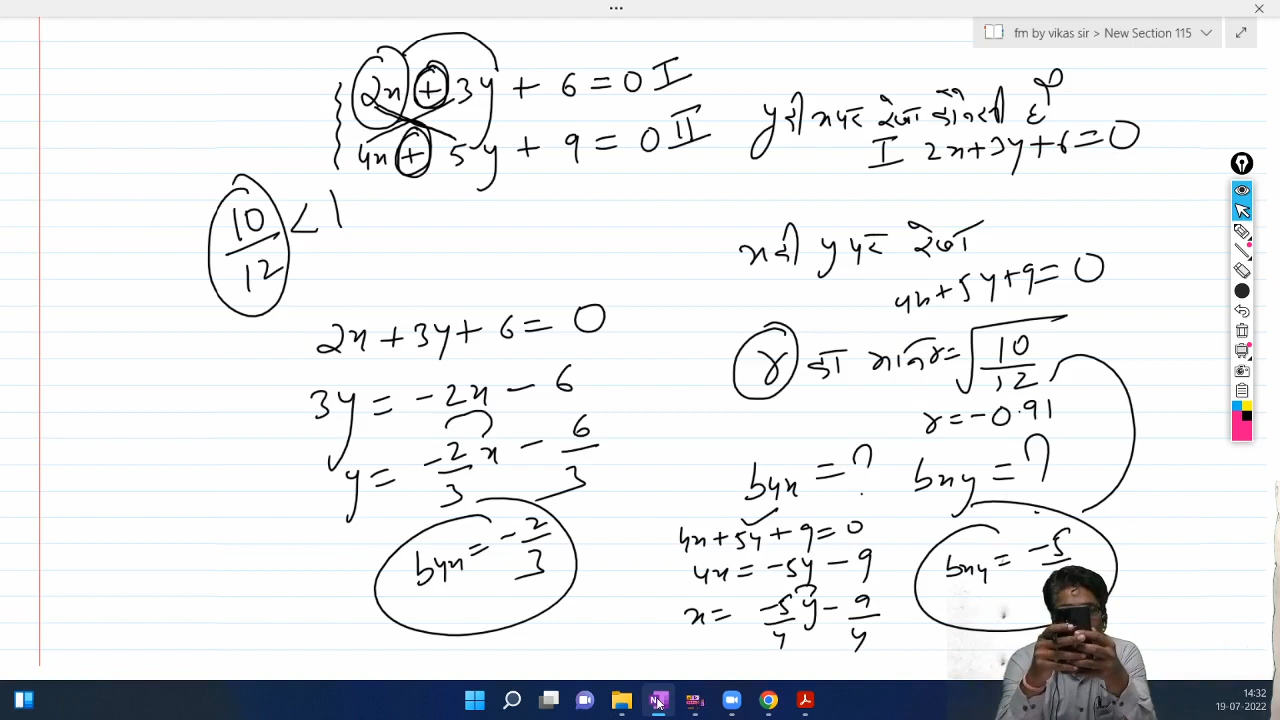 fm by vikas sir > New Section 115
2x + 3y + 6 = 0 I
4x + 5y + 9 = 0 II
y की x पर रेखा
I 2x+3y+6=0
10/12 < 1
x की y पर रेखा
4x+5y+9=0
2x+3y+6=0
3y = -2x - 6
y = -2/3 x - 6/3
byx = -2/3
r का मान r = √10/12
r = -0.91
byx = ? bxy = ?
4x+5y+9=0
4x = -5y - 9
x = -5/4 y - 9/4
bxy = -5
14:32
19-07-2022